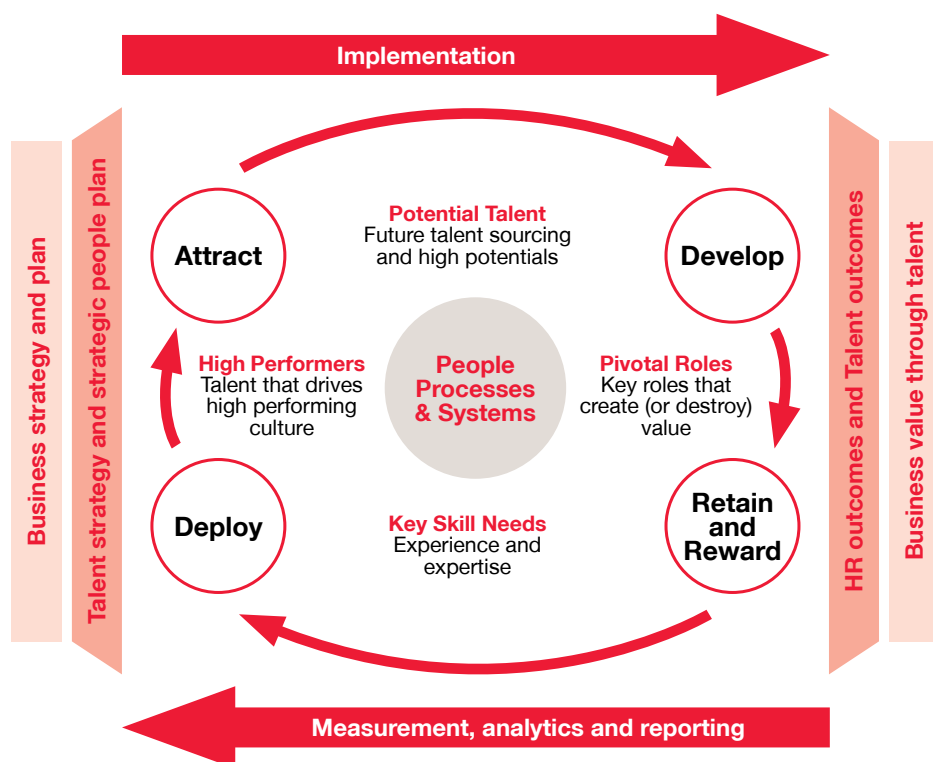 Implementation
Business strategy and plan
Talent strategy and strategic people plan
Attract
Potential Talent
Future talent sourcing
and high potentials
Develop
High Performers
Talent that drives
high performing
culture
People
Processes
& Systems
Pivotal Roles
Key roles that
create (or destroy)
value
Deploy
Key Skill Needs
Experience and
expertise
Retain
and
Reward
HR outcomes and Talent outcomes
Business value through talent
Measurement, analytics and reporting